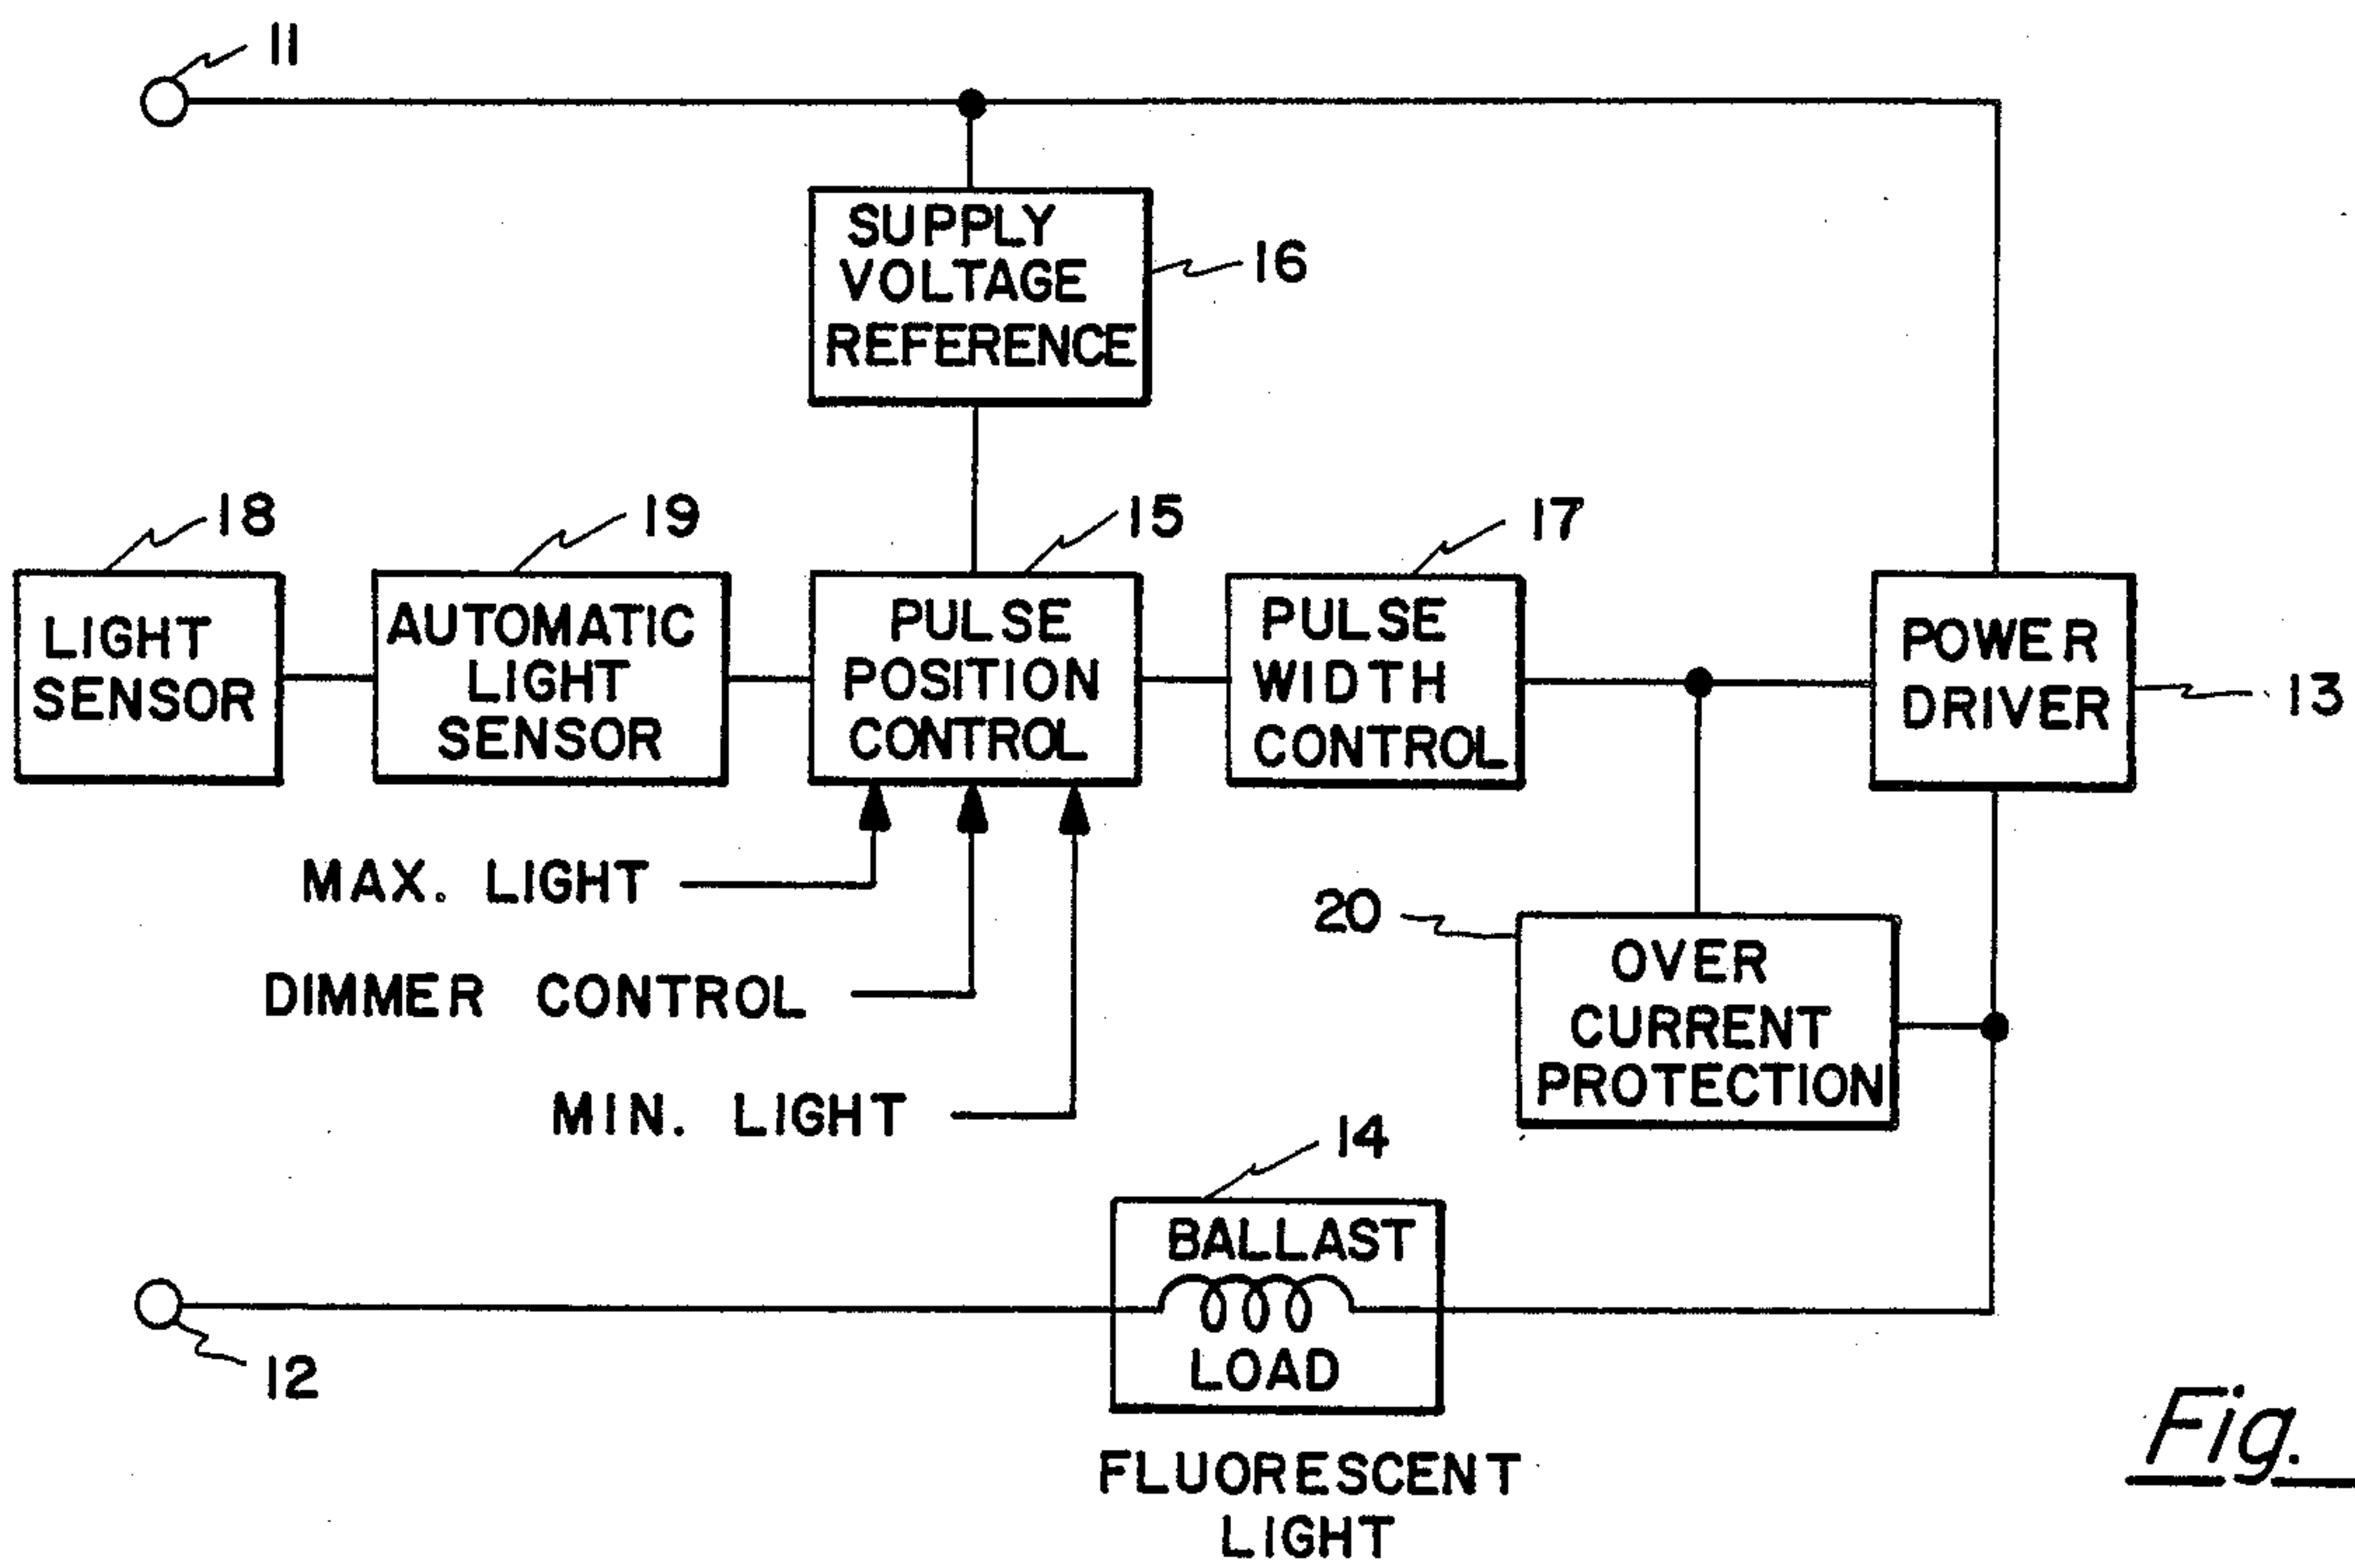 11
SUPPLY
VOLTAGE
REFERENCE
16
18
19
15
17
LIGHT
SENSOR
AUTOMATIC
LIGHT
SENSOR
PULSE
POSITION
CONTROL
PULSE
WIDTH
CONTROL
POWER
DRIVER
13
MAX. LIGHT
DIMMER CONTROL
MIN. LIGHT
20
OVER
CURRENT
PROTECTION
14
BALLAST
LOAD
12
FLUORESCENT
LIGHT
Fig.